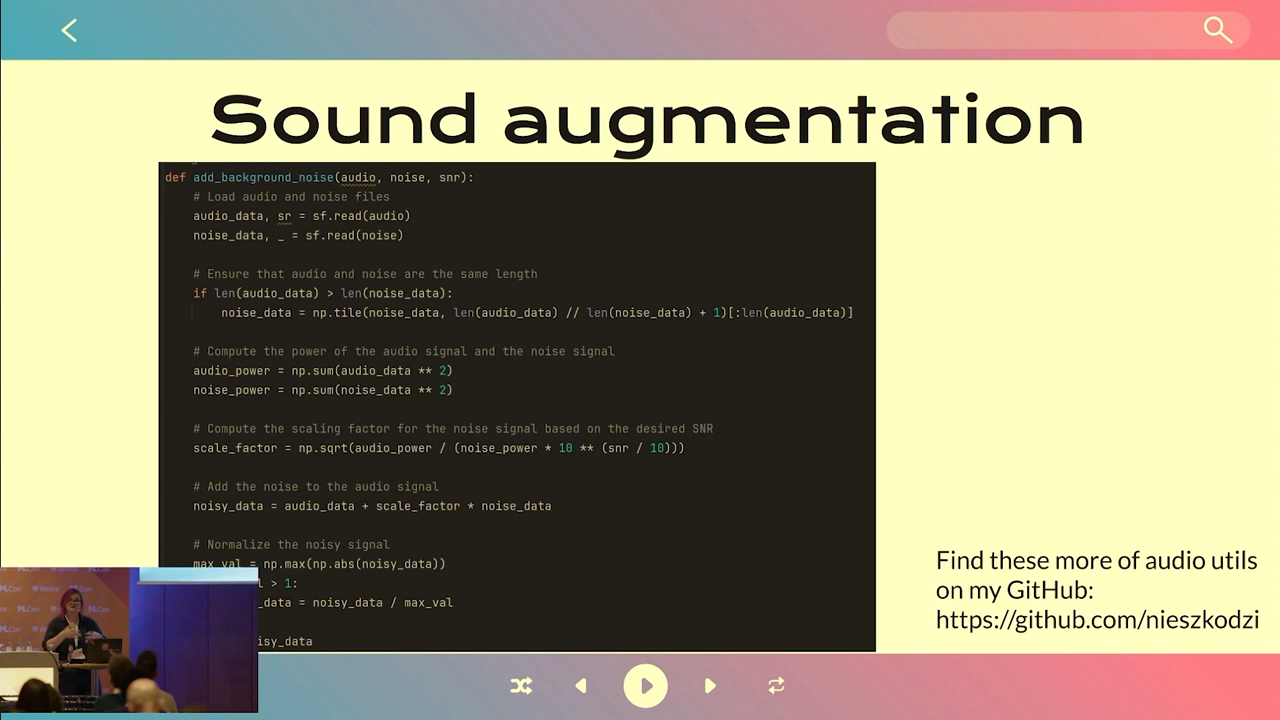 Sound augmentation
def add_background_noise(audio, noise, snr):
# Load audio and noise files
audio_data, sr = sf.read(audio)
noise_data, _ = sf.read(noise)
# Ensure that audio and noise are the same length
if len(audio_data) > len(noise_data):
noise_data = np.tile(noise_data, len(audio_data) // len(noise_data) + 1)[:len(audio_data)]
# Compute the power of the audio signal and the noise signal
audio_power = np.sum(audio_data ** 2)
noise_power = np.sum(noise_data ** 2)
# Compute the scaling factor for the noise signal based on the desired SNR
scale_factor = np.sqrt(audio_power / (noise_power * 10 ** (snr / 10)))
# Add the noise to the audio signal
noisy_data = audio_data + scale_factor * noise_data
# Normalize the noisy signal
max_val = np.max(np.abs(noisy_data))
l > 1:
_data = noisy_data / max_val
isy_data
Find these more of audio utils
on my GitHub:
https://github.com/nieszkodzi